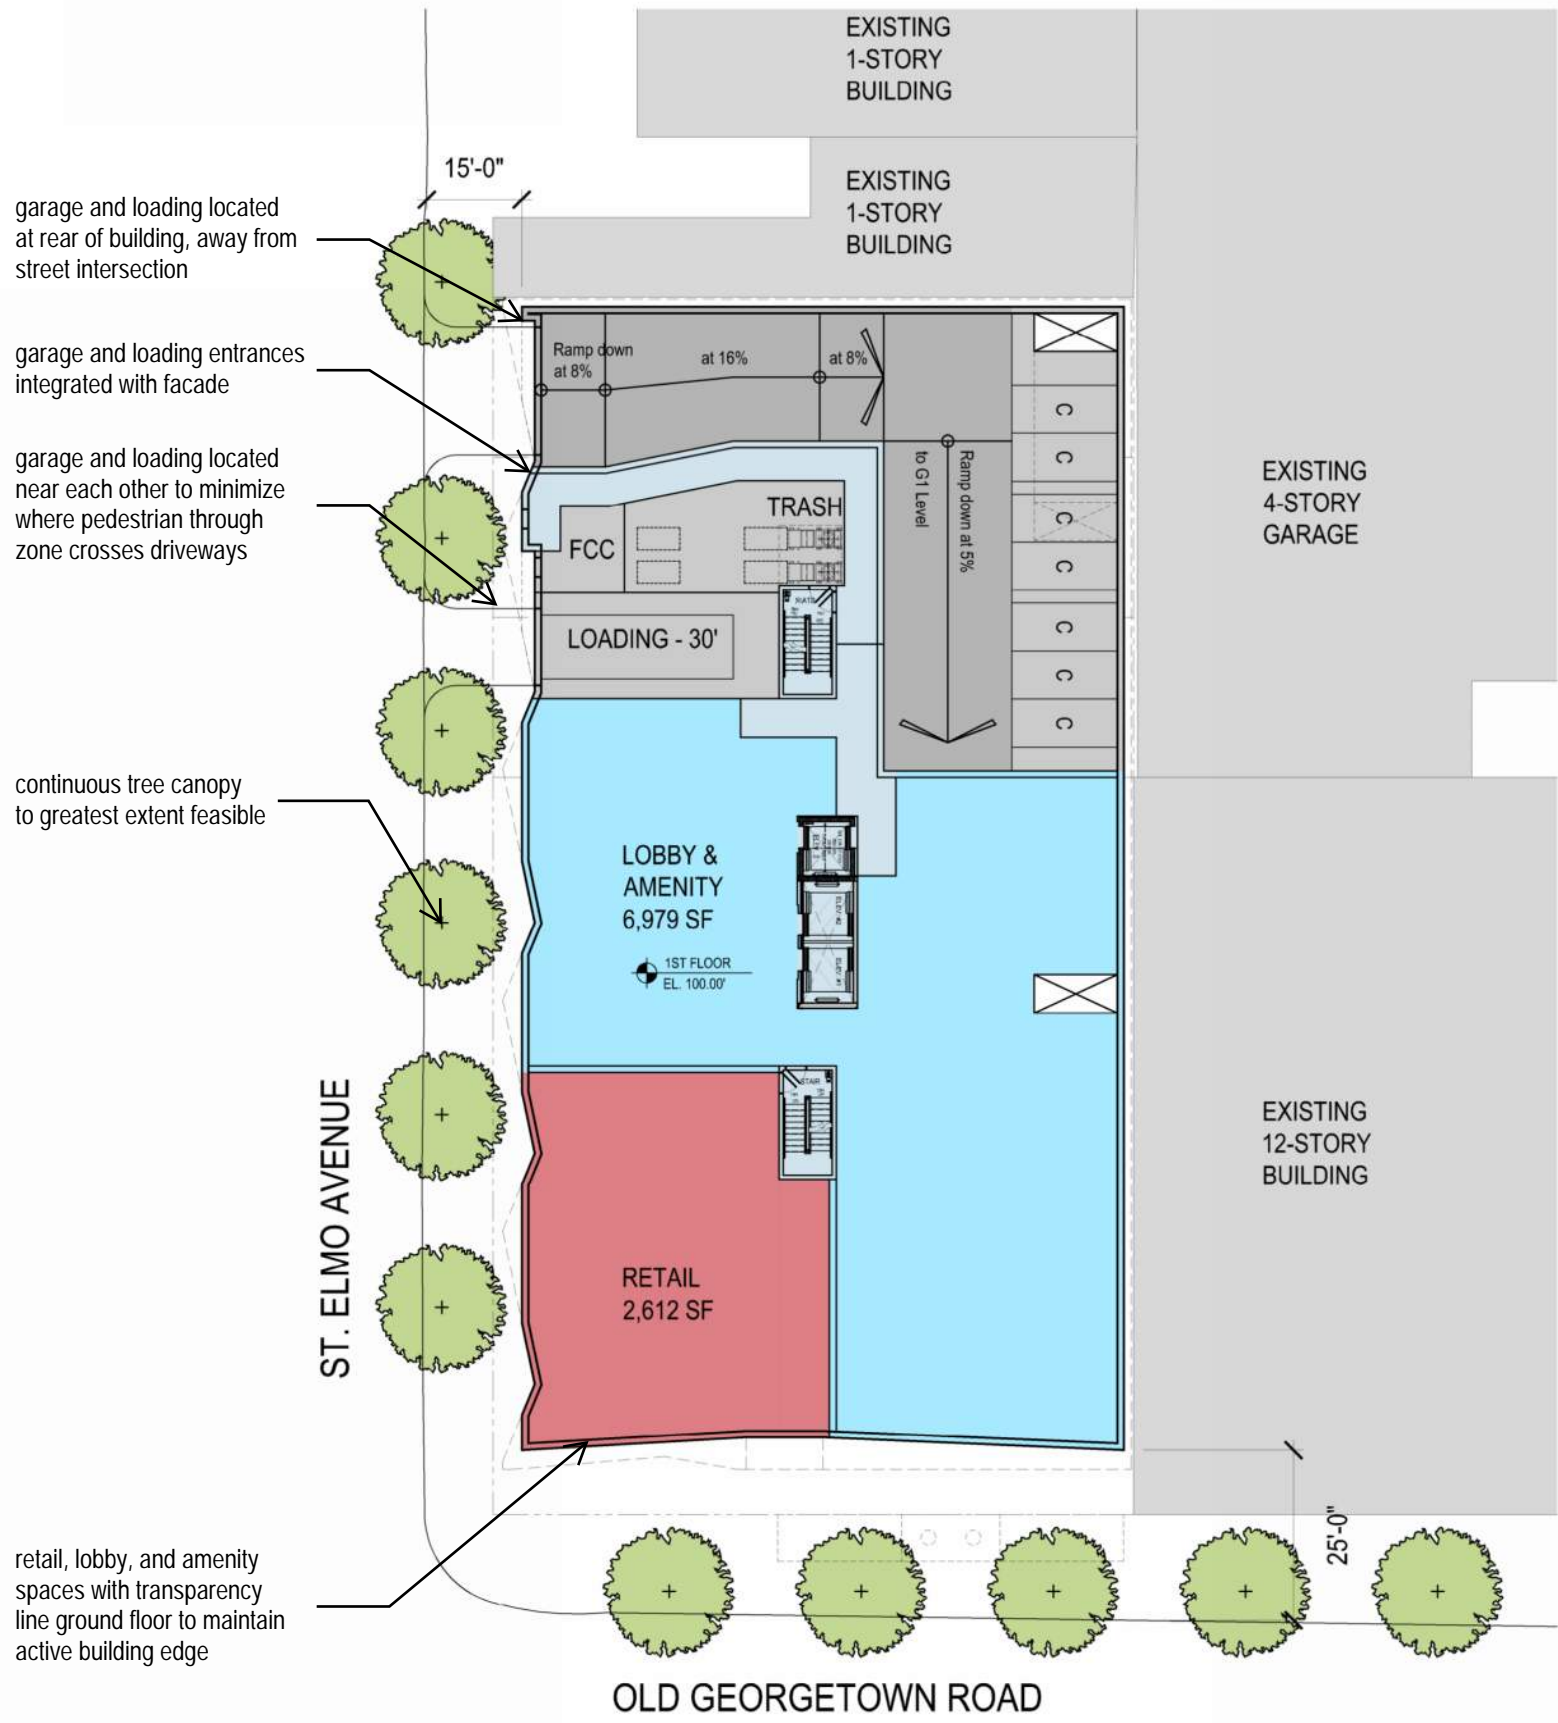 EXISTING
1-STORY
BUILDING
15'-0"
EXISTING
1-STORY
BUILDING
garage and loading located
at rear of building, away from
street intersection
garage and loading entrances
integrated with facade
garage and loading located
near each other to minimize
where pedestrian through
zone crosses driveways
Ramp down
at 8%
at 16%
at 8%
C
C
C
C
C
C
C
Ramp down at 5%
to G1 Level
TRASH
FCC
LOADING - 30'
EXISTING
4-STORY
GARAGE
continuous tree canopy
to greatest extent feasible
LOBBY &
AMENITY
6,979 SF
1ST FLOOR
EL. 100.00'
ELEV #2
ELEV #1
STAIR
ST. ELMO AVENUE
EXISTING
12-STORY
BUILDING
RETAIL
2,612 SF
25'-0"
retail, lobby, and amenity
spaces with transparency
line ground floor to maintain
active building edge
OLD GEORGETOWN ROAD